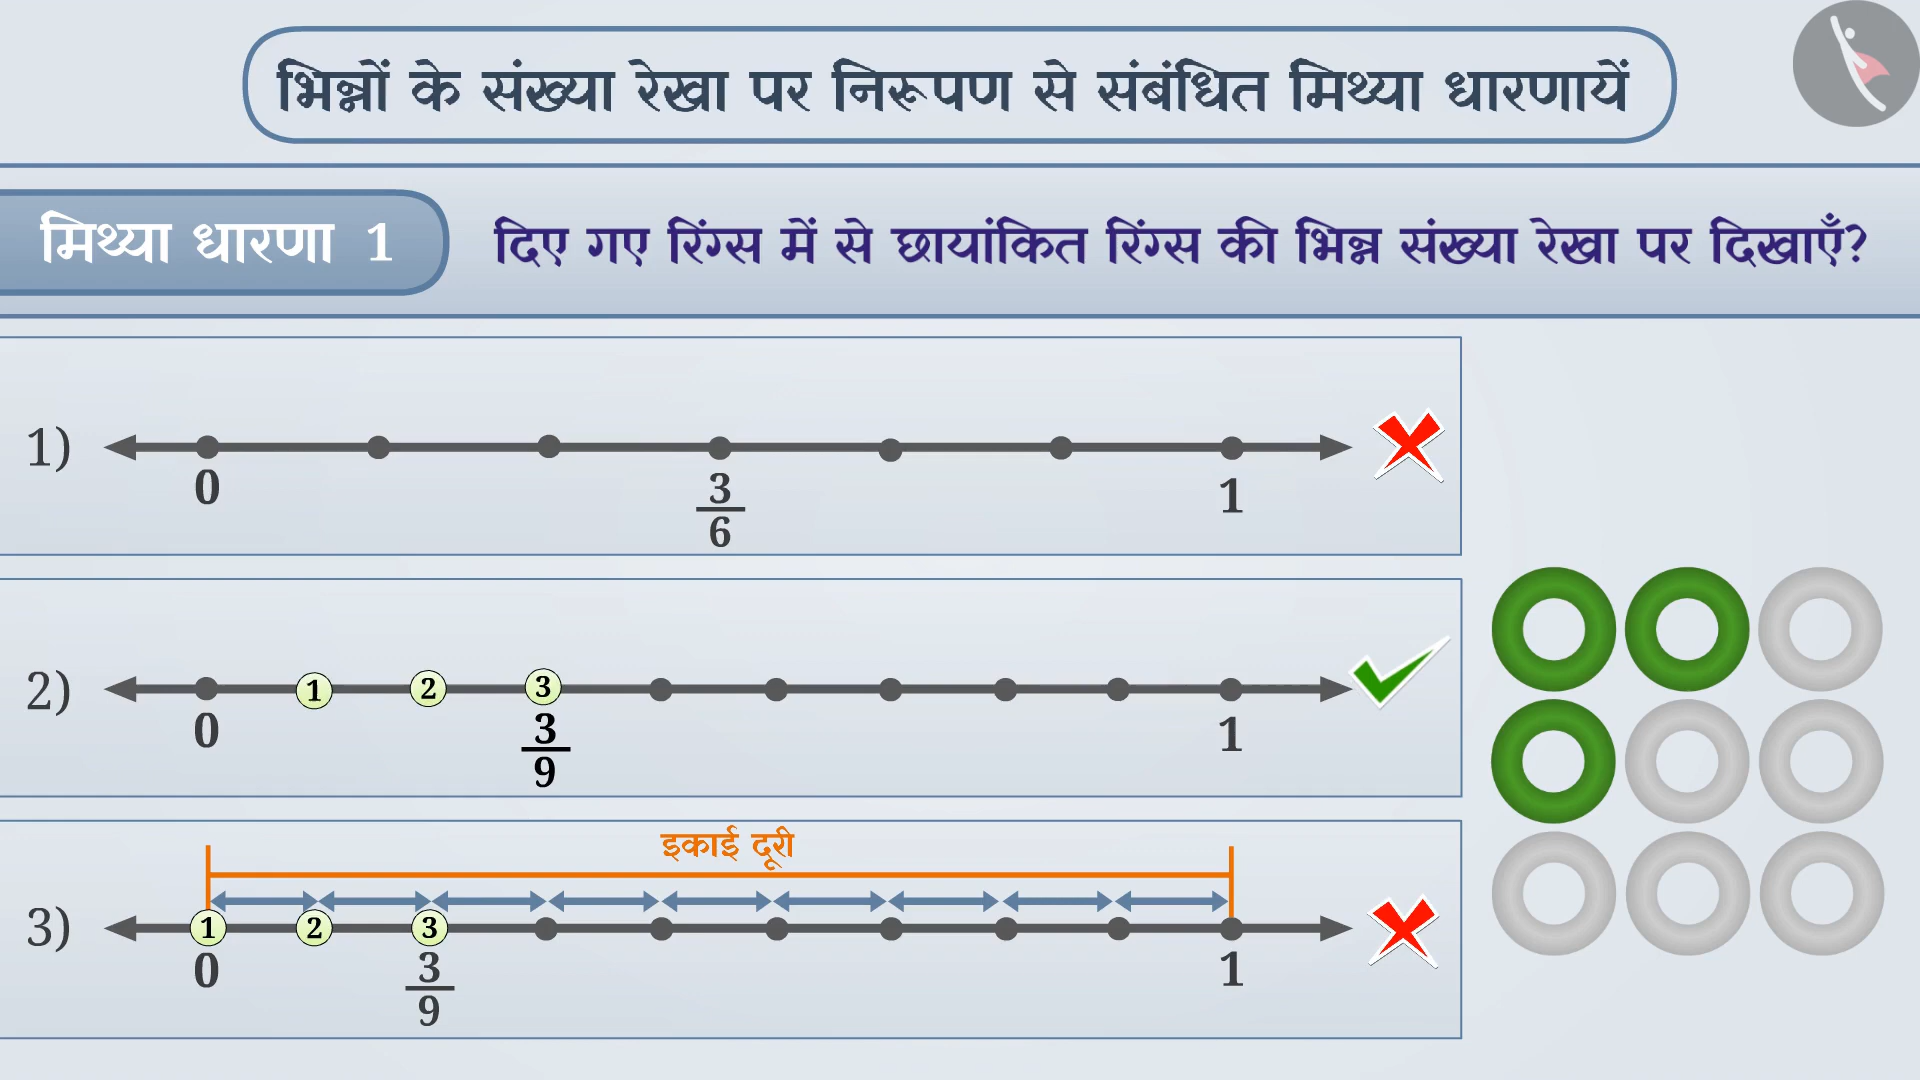 भिन्नों के संख्या रेखा पर निरूपण से संबंधित मिथ्या धारणायें
मिथ्या धारणा 1
दिए गए रिंग्स में से छायांकित रिंग्स की भिन्न संख्या रेखा पर दिखाएँ?
1)
0
3
6
1
2)
1 2 3
0
3
9
1
इकाई दूरी
3)
1 2 3
0
3
9
1